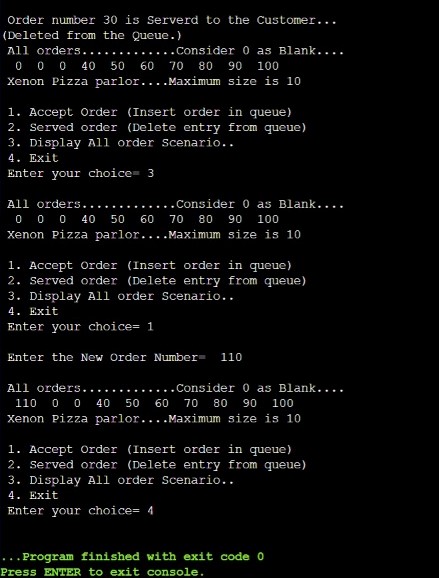 Order number 30 is Serverd to the Customer...
(Deleted from the Queue.)
All orders.............Consider 0 as Blank....
0 0 0 40 50 60 70 80 90 100
Xenon Pizza parlor....Maximum size is 10
1. Accept Order (Insert order in queue)
2. Served order (Delete entry from queue)
3. Display All order Scenario..
4. Exit
Enter your choice= 3
All orders.............Consider 0 as Blank....
0 0 0 40 50 60 70 80 90 100
Xenon Pizza parlor....Maximum size is 10
1. Accept Order (Insert order in queue)
2. Served order (Delete entry from queue)
3. Display All order Scenario..
4. Exit
Enter your choice= 1
Enter the New Order Number= 110
All orders.............Consider 0 as Blank....
110 0 0 40 50 60 70 80 90 100
Xenon Pizza parlor....Maximum size is 10
1. Accept Order (Insert order in queue)
2. Served order (Delete entry from queue)
3. Display All order Scenario..
4. Exit
Enter your choice= 4
...Program finished with exit code 0
Press ENTER to exit console.